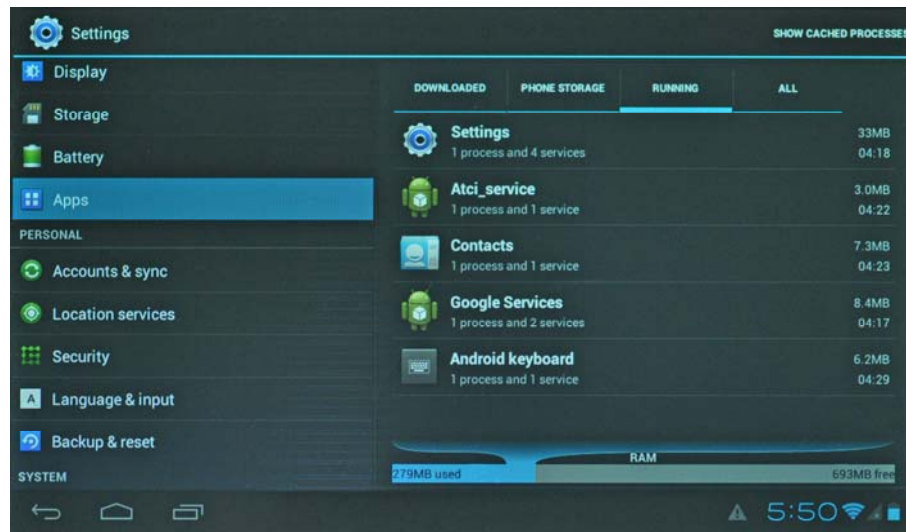 Settings
SHOW CACHED PROCESSES
Display
Storage
Battery
Apps
PERSONAL
Accounts & sync
Location services
Security
A Language & input
Backup & reset
SYSTEM
DOWNLOADED PHONE STORAGE RUNNING ALL
Settings 33MB
1 process and 4 services 04:18
Atci_service 3.0MB
1 process and 1 service 04:22
Contacts 7.3MB
1 process and 1 service 04:23
Google Services 8.4MB
1 process and 2 services 04:17
Android keyboard 6.2MB
1 process and 1 service 04:29
RAM
279MB used 693MB free
5:50